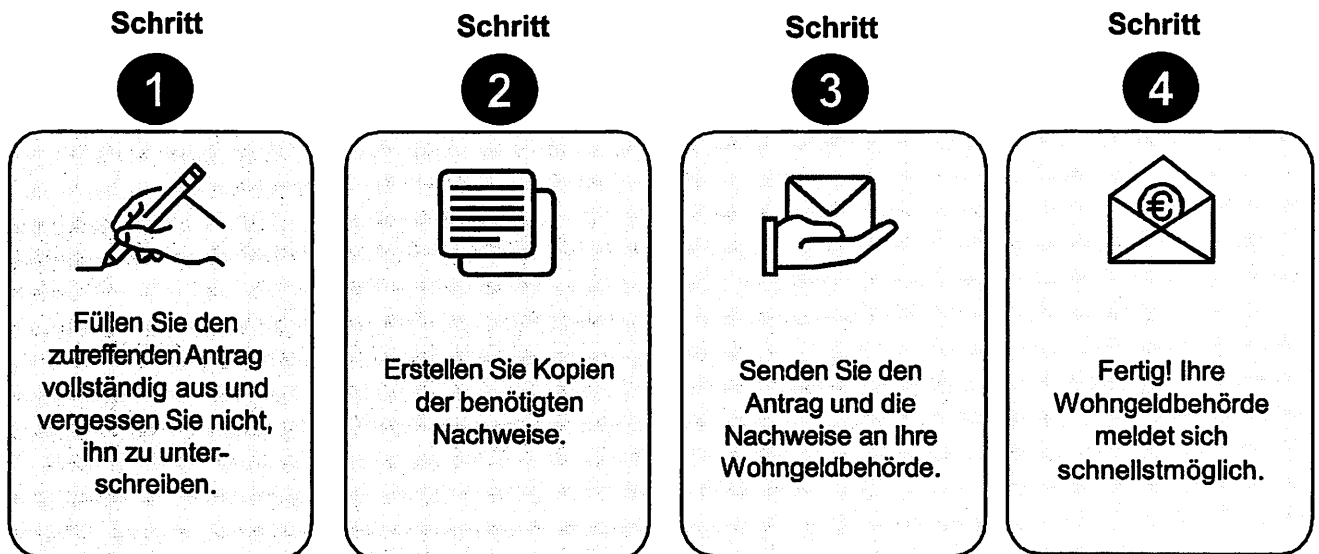 Schritt
1
Füllen Sie den
zutreffenden Antrag
vollständig aus und
vergessen Sie nicht,
ihn zu unter-
schreiben.
Schritt
2
Erstellen Sie Kopien
der benötigten
Nachweise.
Schritt
3
Senden Sie den
Antrag und die
Nachweise an Ihre
Wohngeldbehörde.
Schritt
4
€
Fertig! Ihre
Wohngeldbehörde
meldet sich
schnellstmöglich.